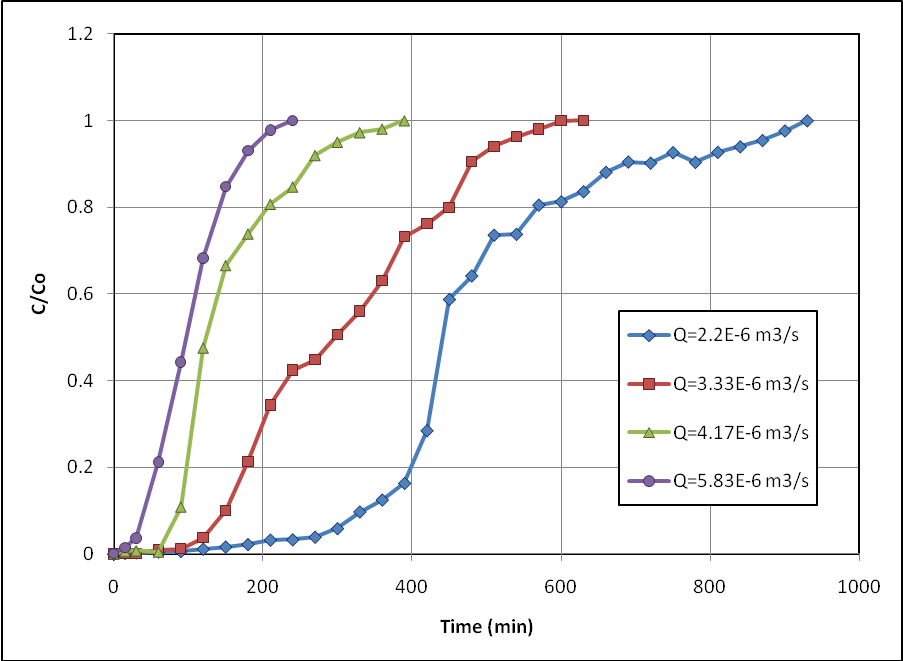 1.2
1
0.8
0.6
0.4
0.2
0
C/Co
0 200 400 600 800 1000
Time (min)
Q=2.2E-6 m3/s
Q=3.33E-6 m3/s
Q=4.17E-6 m3/s
Q=5.83E-6 m3/s